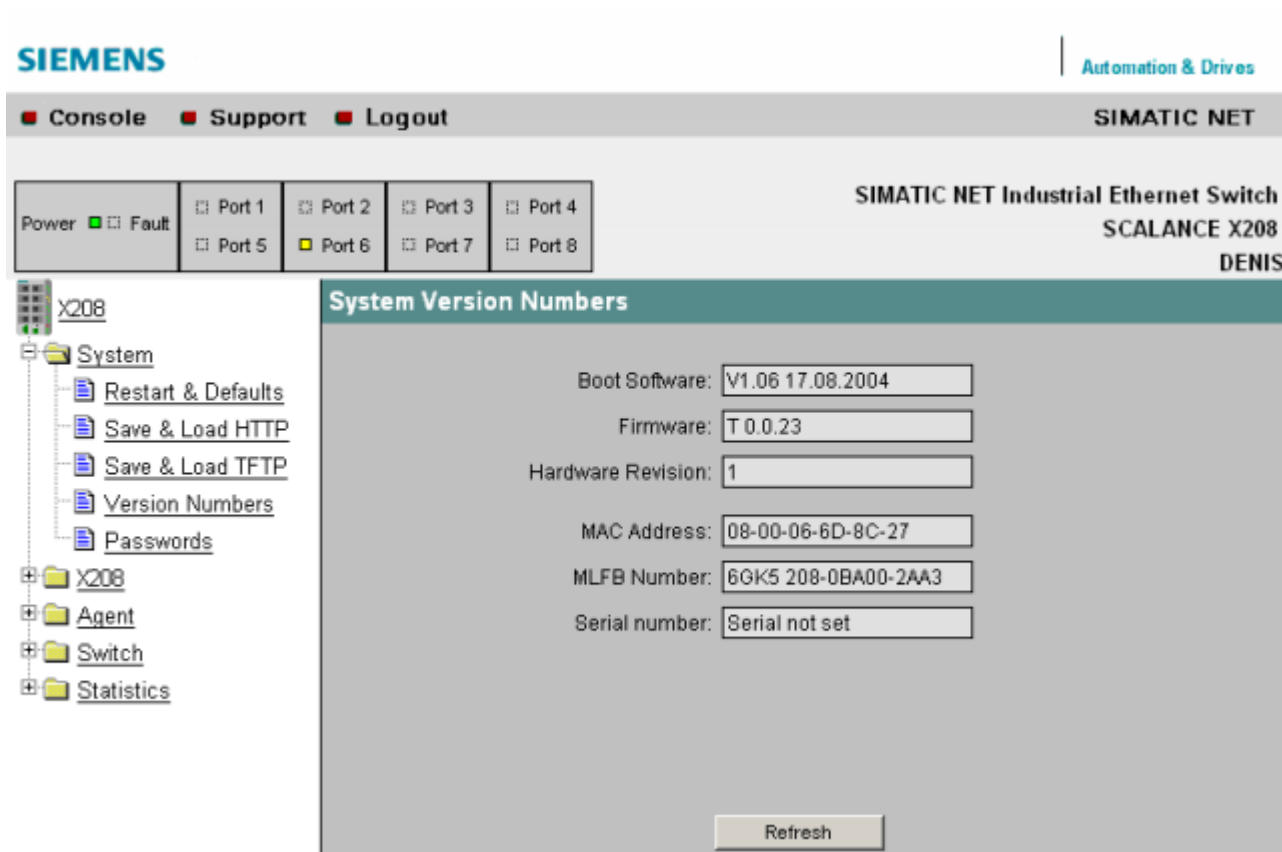 SIEMENS
Automation & Drives
Console Support Logout SIMATIC NET
Power Fault Port 1 Port 2 Port 3 Port 4
Port 5 Port 6 Port 7 Port 8
SIMATIC NET Industrial Ethernet Switch
SCALANCE X208
DENIS
X208
System
Restart & Defaults
Save & Load HTTP
Save & Load TFTP
Version Numbers
Passwords
X208
Agent
Switch
Statistics
System Version Numbers
Boot Software: V1.06 17.08.2004
Firmware: T 0.0.23
Hardware Revision: 1
MAC Address: 08-00-06-6D-8C-27
MLFB Number: 6GK5 208-0BA00-2AA3
Serial number: Serial not set
Refresh